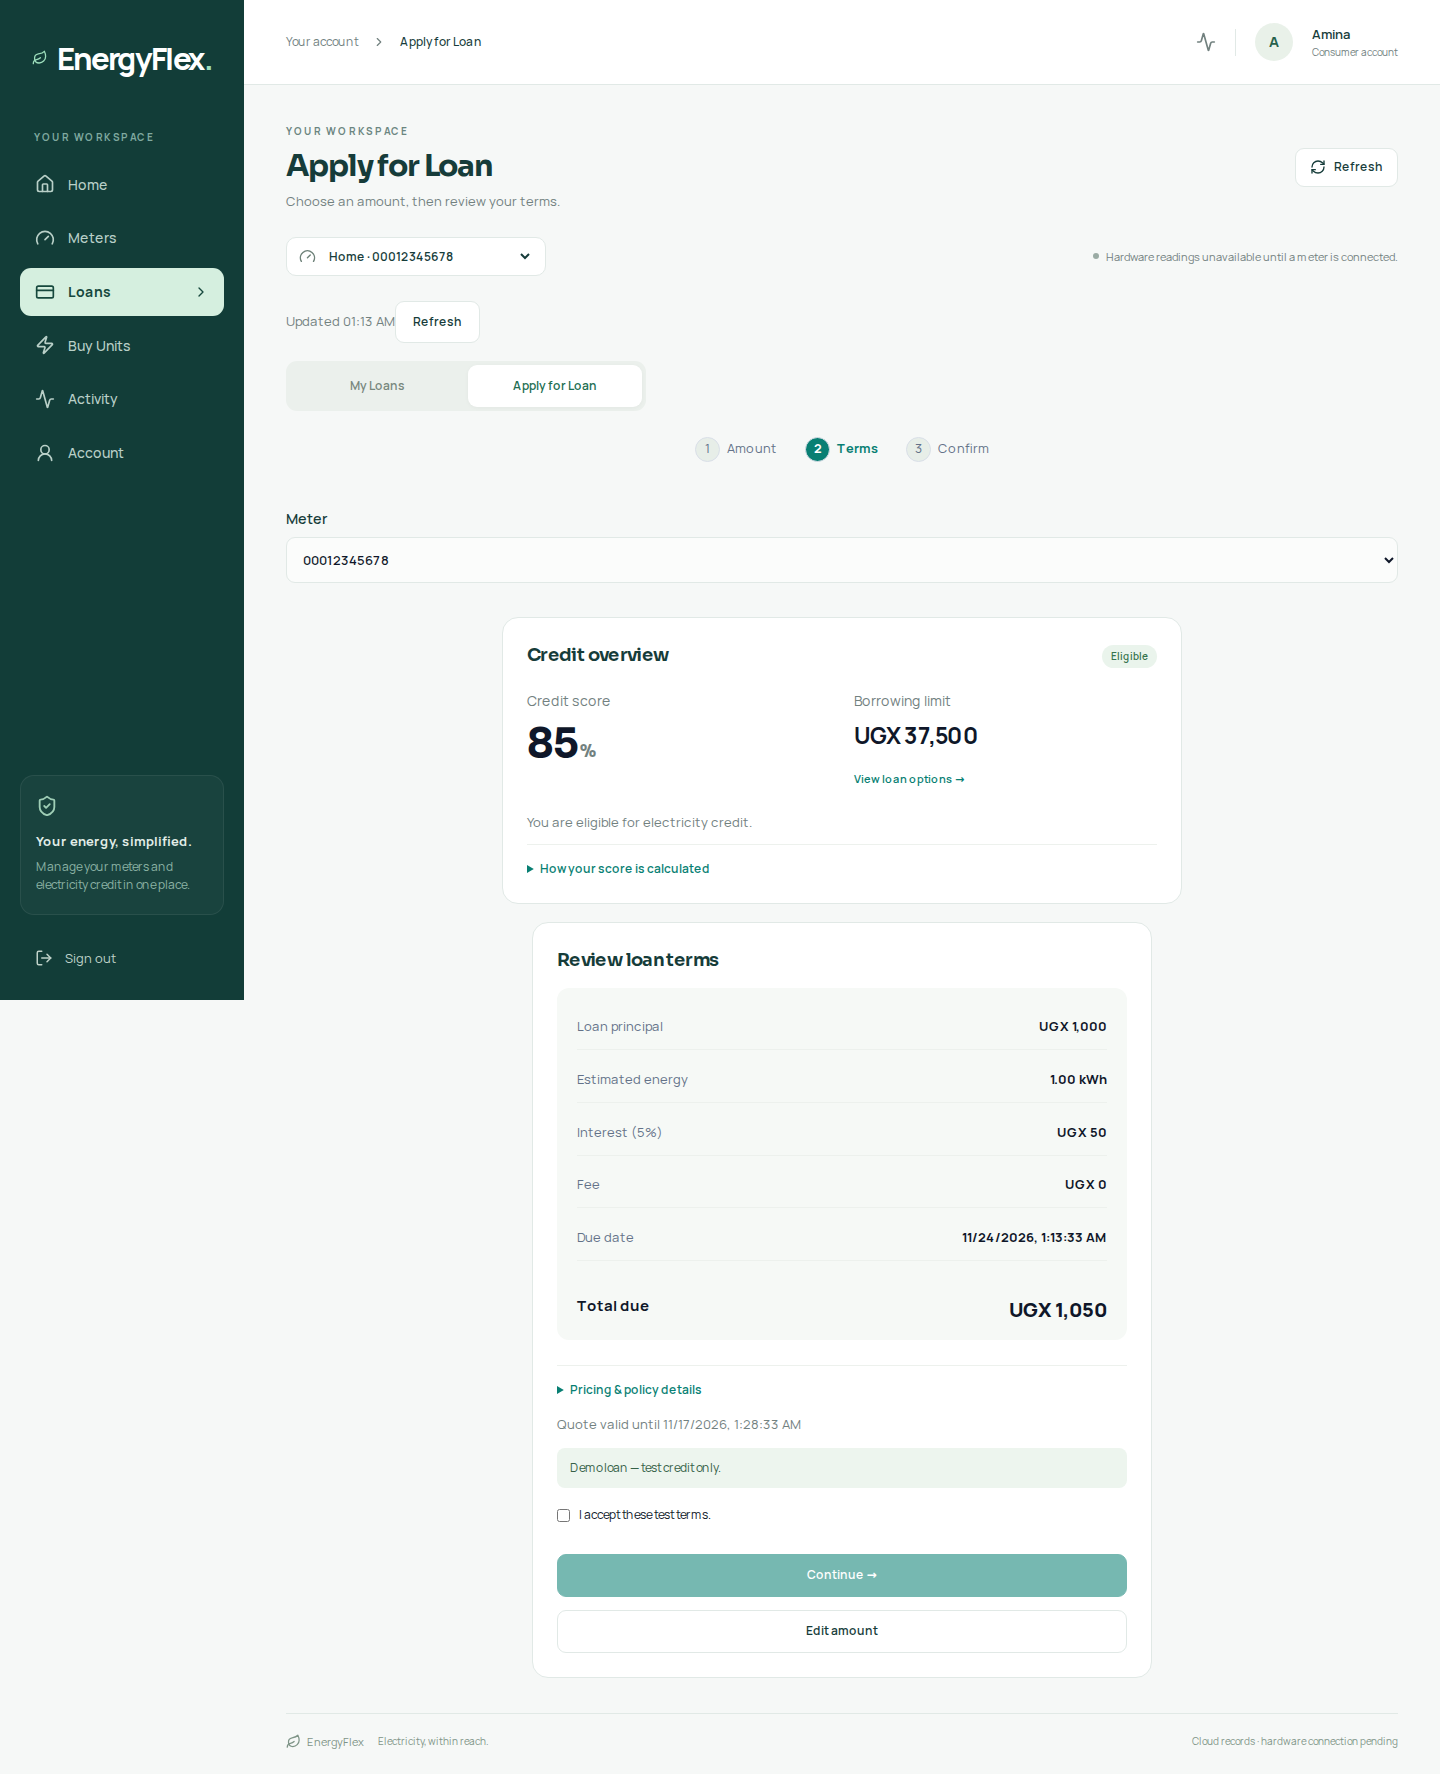 EnergyFlex.
YOUR WORKSPACE
Home
Meters
Loans
Buy Units
Activity
Account
Your energy, simplified.
Manage your meters and
electricity credit in one place.
Sign out
Your account
Apply for Loan
A
Amina
Consumer account
YOUR WORKSPACE
Apply for Loan
Choose an amount, then review your terms.
Refresh
Home · 00012345678
Hardware readings unavailable until a meter is connected.
Updated 01:13 AM
Refresh
My Loans
Apply for Loan
1 Amount
2 Terms
3 Confirm
Meter
00012345678
Credit overview
Eligible
Credit score
85%
Borrowing limit
UGX 37,500
View loan options →
You are eligible for electricity credit.
How your score is calculated
Review loan terms
Loan principal UGX 1,000
Estimated energy 1.00 kWh
Interest (5%) UGX 50
Fee UGX 0
Due date 11/24/2026, 1:13:33 AM
Total due UGX 1,050
Pricing & policy details
Quote valid until 11/17/2026, 1:28:33 AM
Demo loan — test credit only.
I accept these test terms.
Continue →
Edit amount
EnergyFlex Electricity, within reach.
Cloud records · hardware connection pending